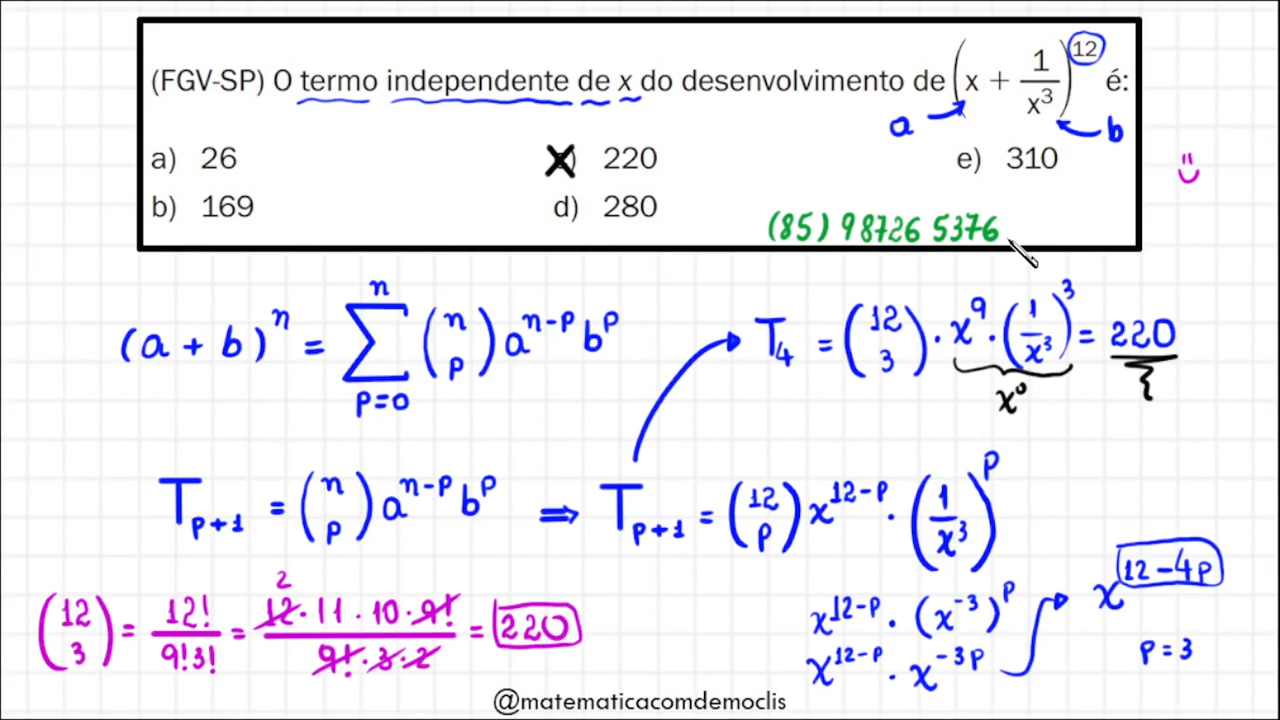 (FGV-SP) O termo independente de x do desenvolvimento de (x + 1/x³)¹² é:
a b
a) 26 220 e) 310
b) 169 d) 280
(85) 98726 5376
(a + b)ⁿ = Σ n p=0 (n p) aⁿ⁻ᵖ bᵖ
T₄ = (12 3) · x⁹ · (1/x³)³ = 220
x⁰
Tₚ₊₁ = (n p) aⁿ⁻ᵖ bᵖ ⇒ Tₚ₊₁ = (12 p) x¹²⁻ᵖ · (1/x³)ᵖ
(12 3) = 12!/9!3! = 12·11·10·9!/9!·3·2 = 220
2
x¹²⁻ᵖ · (x⁻³)ᵖ
x¹²⁻ᵖ · x⁻³ᵖ
x¹²⁻⁴ᵖ
p = 3
@matematicacomdemoclis